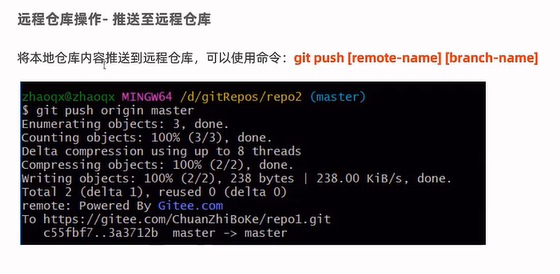 远程仓库操作- 推送至远程仓库
将本地仓库内容推送到远程仓库，可以使用命令：git push [remote-name] [branch-name]
zhaoqx@zhaoqx MINGW64 /d/gitRepos/repo2 (master)
$ git push origin master
Enumerating objects: 3, done.
Counting objects: 100% (3/3), done.
Delta compression using up to 8 threads
Compressing objects: 100% (2/2), done.
Writing objects: 100% (2/2), 238 bytes | 238.00 KiB/s, done.
Total 2 (delta 1), reused 0 (delta 0)
remote: Powered By Gitee.com
To https://gitee.com/ChuanZhiBoKe/repo1.git
   c55fbf7..3a3712b  master -> master